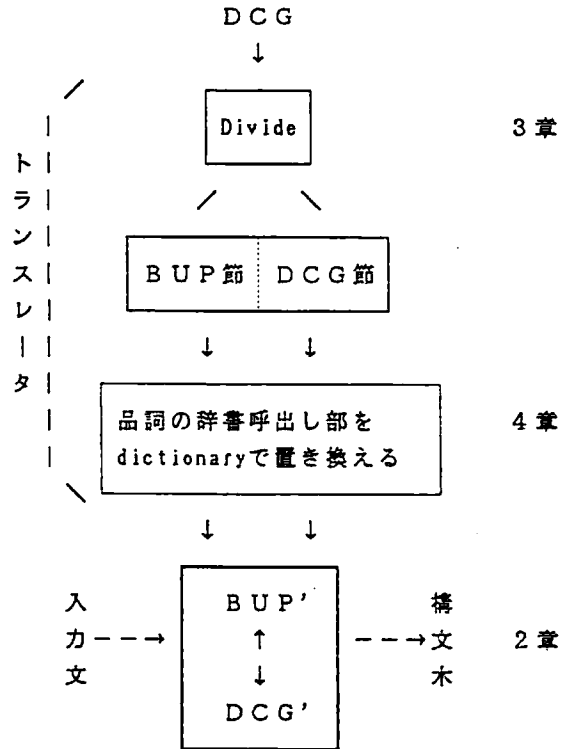 DCG
↓
Divide 3章
トランスレータ
BUP節 DCG節
↓ ↓
品詞の辞書呼出し部を
dictionaryで置き換える 4章
↓ ↓
入力文 ---→
BUP'
↑
↓
DCG'
---→ 構文木
2章